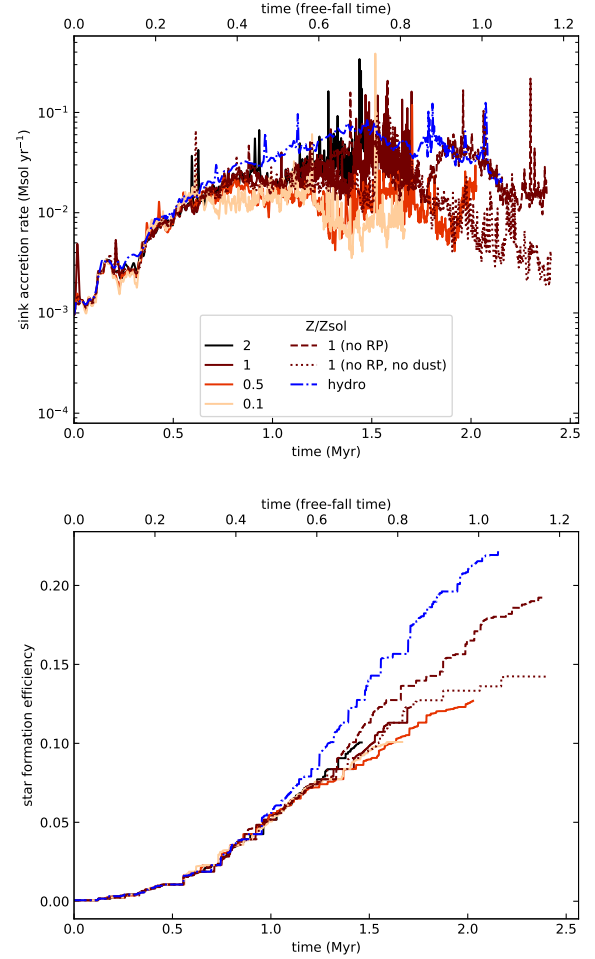 time (free-fall time)
0.0 0.2 0.4 0.6 0.8 1.0 1.2
sink accretion rate (Msol yr⁻¹)
10⁻¹
10⁻²
10⁻³
10⁻⁴
Z/Zsol
2 1 (no RP)
1 1 (no RP, no dust)
0.5 hydro
0.1
0.0 0.5 1.0 1.5 2.0 2.5
time (Myr)
time (free-fall time)
0.0 0.2 0.4 0.6 0.8 1.0 1.2
star formation efficiency
0.20
0.15
0.10
0.05
0.00
0.0 0.5 1.0 1.5 2.0 2.5
time (Myr)